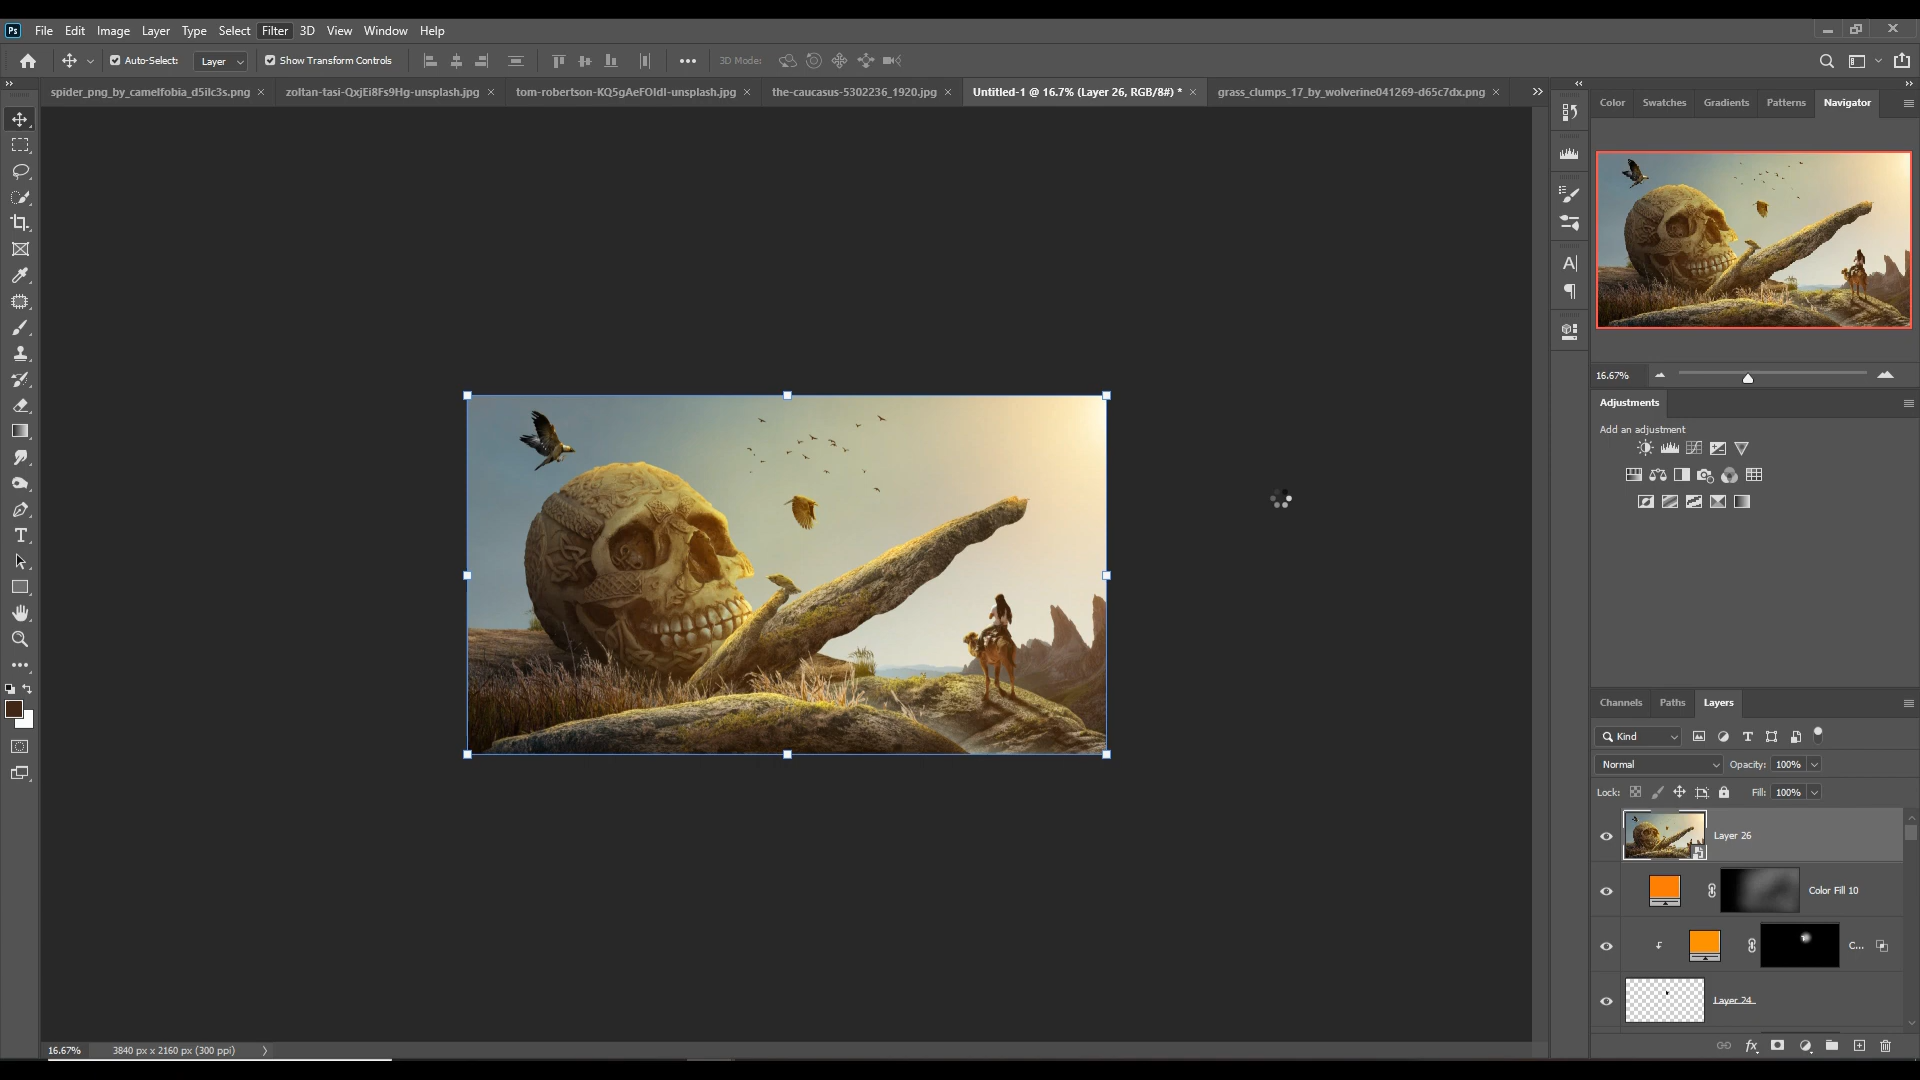 Ps File Edit Image Layer Type Select Filter 3D View Window Help
Auto-Select: Layer Show Transform Controls 3D Mode:
spider_png_by_camelfobia_d5ilc3s.png × zoltan-tasi-QxjEi8Fs9Hg-unsplash.jpg × tom-robertson-KQ5gAeFOIdI-unsplash.jpg × the-caucasus-5302236_1920.jpg × Untitled-1 @ 16.7% (Layer 26, RGB/8#) * × grass_clumps_17_by_wolverine041269-d65c7dx.png ×
Color Swatches Gradients Patterns Navigator
16.67%
Adjustments
Add an adjustment
Channels Paths Layers
Kind
Normal Opacity: 100%
Lock: Fill: 100%
Layer 26
Color Fill 10
C...
Layer 24
fx
16.67% 3840 px x 2160 px (300 ppi)